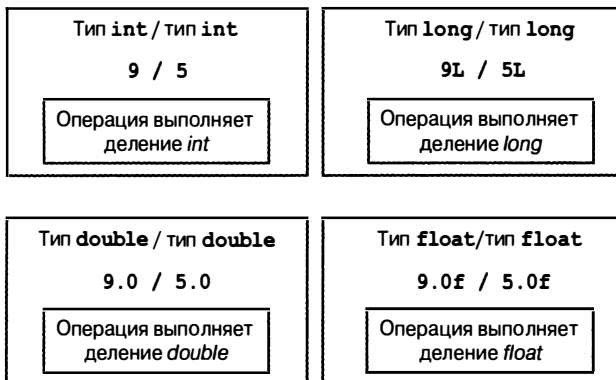 Тип int / тип int
9 / 5
Операция выполняет
деление int
Тип long / тип long
9L / 5L
Операция выполняет
деление long
Тип double / тип double
9.0 / 5.0
Операция выполняет
деление double
Тип float/тип float
9.0f / 5.0f
Операция выполняет
деление float